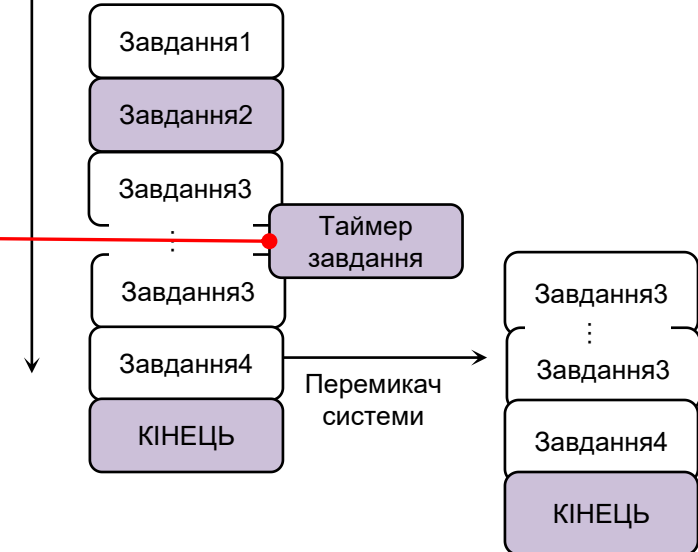 Завдання1
Завдання2
Завдання3
⋮
Таймер
завдання
Завдання3
Завдання4
КІНЕЦЬ
Перемикач
системи
Завдання3
⋮
Завдання3
Завдання4
КІНЕЦЬ